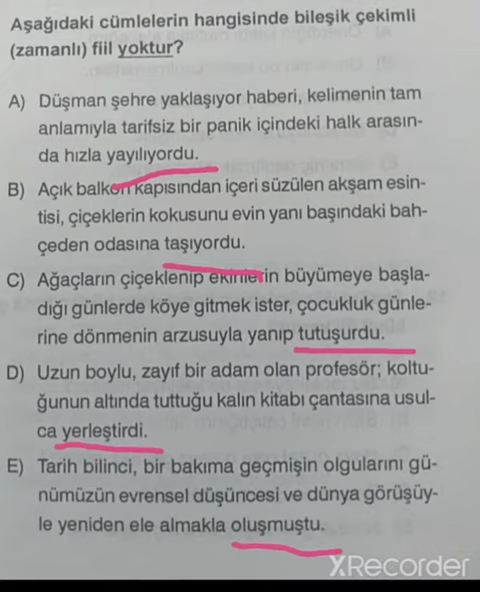 Aşağıdaki cümlelerin hangisinde bileşik çekimli
(zamanlı) fiil yoktur?
A) Düşman şehre yaklaşıyor haberi, kelimenin tam
anlamıyla tarifsiz bir panik içindeki halk arasın-
da hızla yayılıyordu.
B) Açık balkon kapısından içeri süzülen akşam esin-
tisi, çiçeklerin kokusunu evin yanı başındaki bah-
çeden odasına taşıyordu.
C) Ağaçların çiçeklenip ekinlerin büyümeye başla-
dığı günlerde köye gitmek ister, çocukluk günle-
rine dönmenin arzusuyla yanıp tutuşurdu.
D) Uzun boylu, zayıf bir adam olan profesör; koltu-
ğunun altında tuttuğu kalın kitabı çantasına usul-
ca yerleştirdi.
E) Tarih bilinci, bir bakıma geçmişin olgularını gü-
nümüzün evrensel düşüncesi ve dünya görüşüy-
le yeniden ele almakla oluşmuştu.
XRecorder